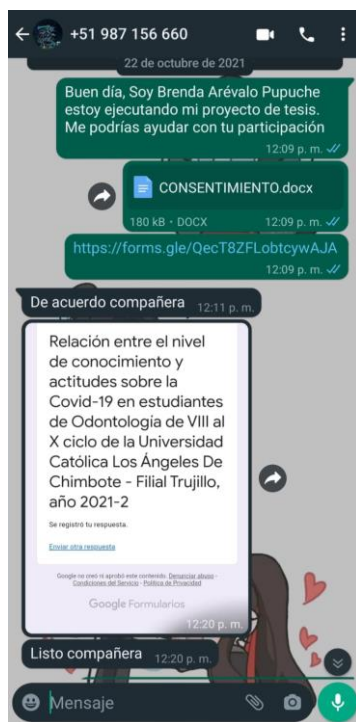 +51 987 156 660
22 de octubre de 2021
Buen día, Soy Brenda Arévalo Pupuche
estoy ejecutando mi proyecto de tesis.
Me podrías ayudar con tu participación
12:09 p. m.
CONSENTIMIENTO.docx
180 kB • DOCX 12:09 p. m.
https://forms.gle/QecT8ZFLobtcywAJA
12:09 p. m.
De acuerdo compañera 12:11 p. m.
Relación entre el nivel
de conocimiento y
actitudes sobre la
Covid-19 en estudiantes
de Odontología de VIII al
X ciclo de la Universidad
Católica Los Ángeles De
Chimbote - Filial Trujillo,
año 2021-2
Se registró tu respuesta.
Enviar otra respuesta
Google no creó ni aprobó este contenido. Denunciar abuso -
Condiciones del Servicio - Política de Privacidad
Google Formularios
12:20 p. m.
Listo compañera 12:20 p. m.
Mensaje